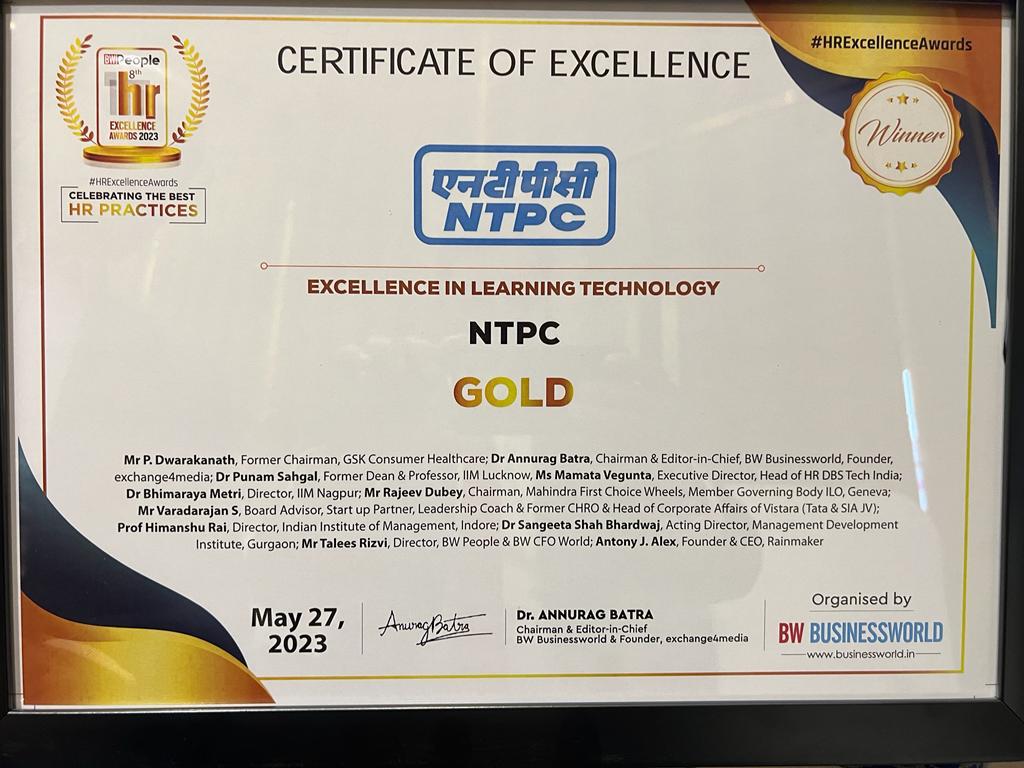 BW People
8th
hr
EXCELLENCE
AWARDS 2023
#HRExcellenceAwards
CELEBRATING THE BEST
HR PRACTICES
CERTIFICATE OF EXCELLENCE
#HRExcellenceAwards
Winner
एनटीपीसी
NTPC
EXCELLENCE IN LEARNING TECHNOLOGY
NTPC
GOLD
Mr P. Dwarakanath, Former Chairman, GSK Consumer Healthcare; Dr Annurag Batra, Chairman & Editor-in-Chief, BW Businessworld, Founder,
exchange4media; Dr Punam Sahgal, Former Dean & Professor, IIM Lucknow, Ms Mamata Vegunta, Executive Director, Head of HR DBS Tech India;
Dr Bhimaraya Metri, Director, IIM Nagpur; Mr Rajeev Dubey, Chairman, Mahindra First Choice Wheels, Member Governing Body ILO, Geneva;
Mr Varadarajan S, Board Advisor, Start up Partner, Leadership Coach & Former CHRO & Head of Corporate Affairs of Vistara (Tata & SIA JV);
Prof Himanshu Rai, Director, Indian Institute of Management, Indore; Dr Sangeeta Shah Bhardwaj, Acting Director, Management Development
Institute, Gurgaon; Mr Talees Rizvi, Director, BW People & BW CFO World; Antony J. Alex, Founder & CEO, Rainmaker
May 27,
2023
Anurag Batra
Dr. ANNURAG BATRA
Chairman & Editor-in-Chief
BW Businessworld & Founder, exchange4media
Organised by
BW BUSINESSWORLD
www.businessworld.in